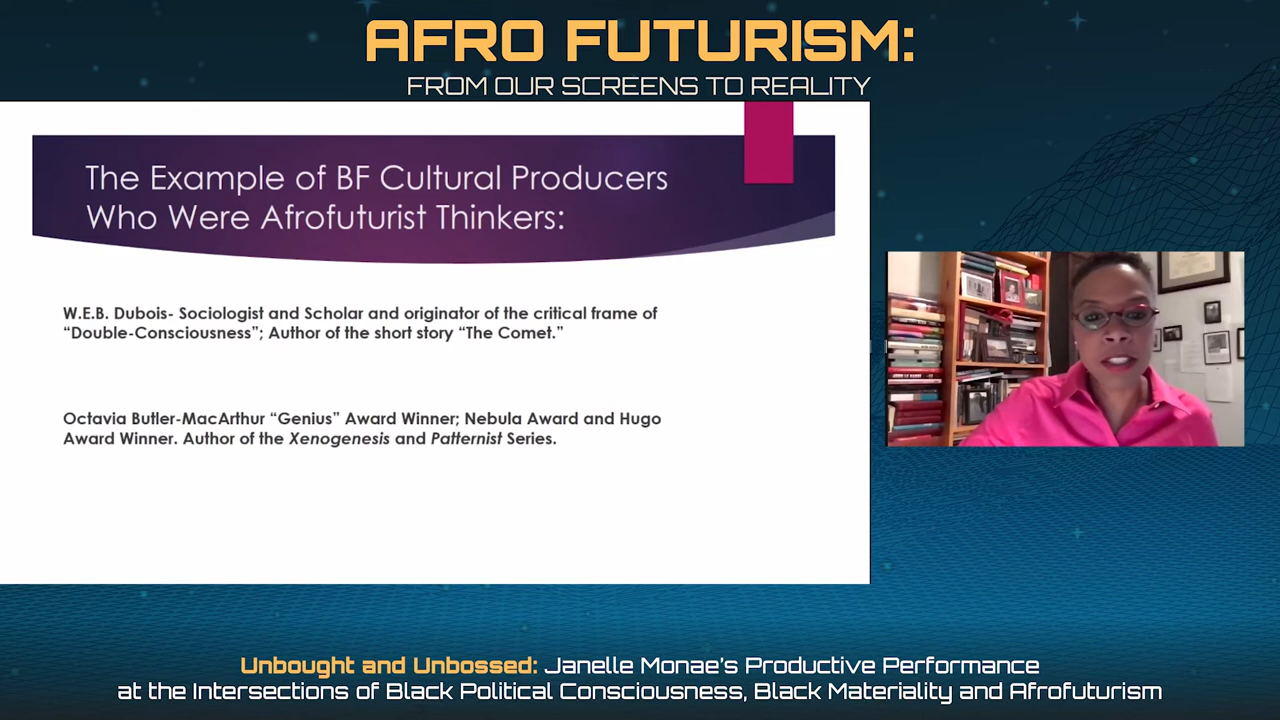 AFRO FUTURISM:
FROM OUR SCREENS TO REALITY
The Example of BF Cultural Producers
Who Were Afrofuturist Thinkers:
W.E.B. Dubois- Sociologist and Scholar and originator of the critical frame of
“Double-Consciousness”; Author of the short story “The Comet.”
Octavia Butler-MacArthur “Genius” Award Winner; Nebula Award and Hugo
Award Winner. Author of the Xenogenesis and Patternist Series.
Unbought and Unbossed: Janelle Monae's Productive Performance
at the Intersections of Black Political Consciousness, Black Materiality and Afrofuturism